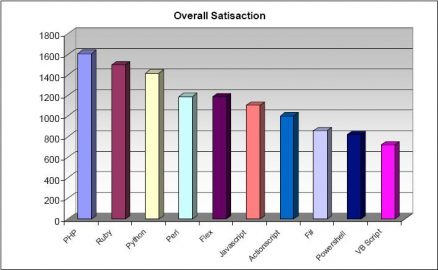 Overall Satisaction
1800
1600
1400
1200
1000
800
600
400
200
0
PHP
Ruby
Python
Perl
Flex
Javascript
Actionscript
F#
Powershell
VB Script